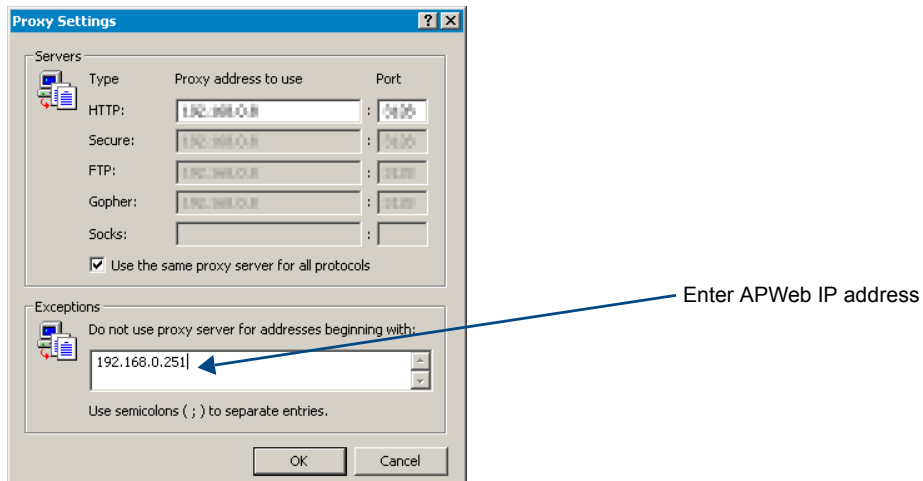 Proxy Settings
Servers
Type Proxy address to use Port
HTTP: :
Secure: :
FTP: :
Gopher: :
Socks: :
Use the same proxy server for all protocols
Exceptions
Do not use proxy server for addresses beginning with:
192.168.0.251
Use semicolons ( ; ) to separate entries.
OK Cancel
Enter APWeb IP address